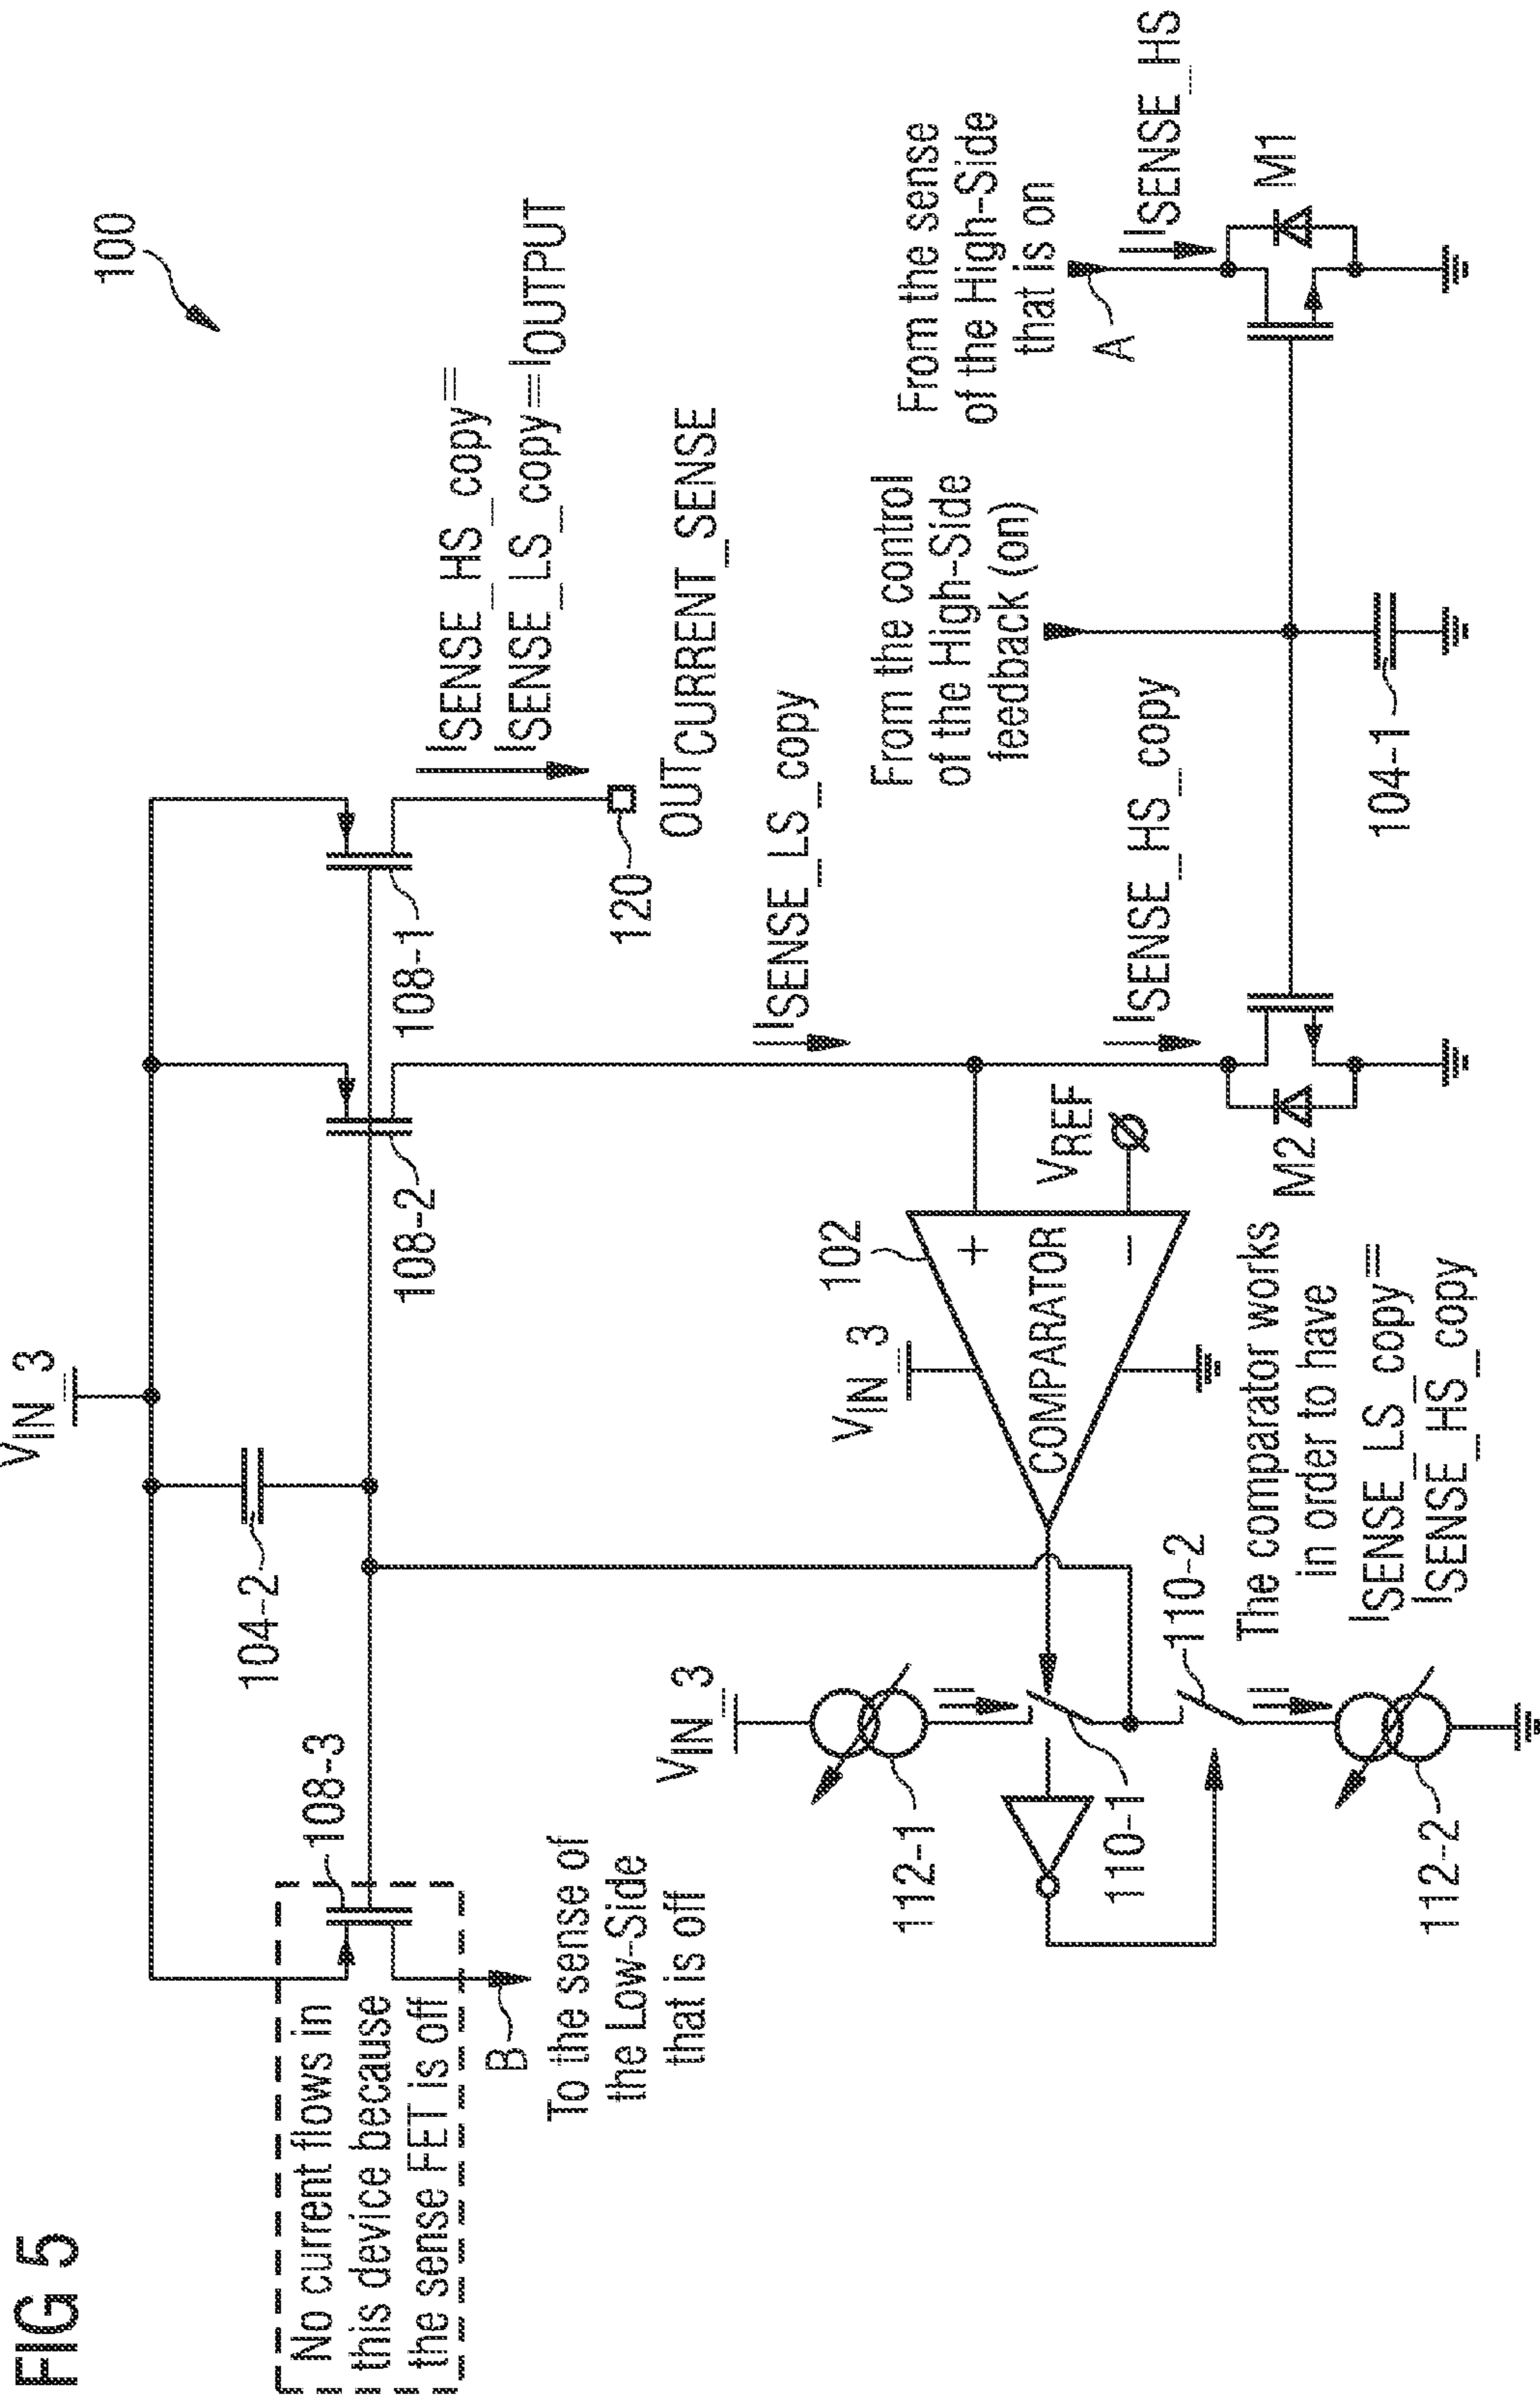 FIG 5
100
VIN_3
104-2
108-3
No current flows in
this device because
the sense FET is off
B
To the sense of
the Low-Side
that is off
108-2
108-1
ISENSE_HS_copy=
ISENSE_LS_copy=IOUTPUT
120
OUTCURRENT_SENSE
ISENSE_LS_copy
VIN_3
112-1
II
110-1
110-2
II
112-2
VIN_3
102
COMPARATOR
+
−
VREF
The comparator works
in order to have
ISENSE_LS_copy=
ISENSE_HS_copy
ISENSE_HS_copy
M2
From the control
of the High-Side
feedback (on)
104-1
From the sense
of the High-Side
that is on
A
ISENSE_HS
M1